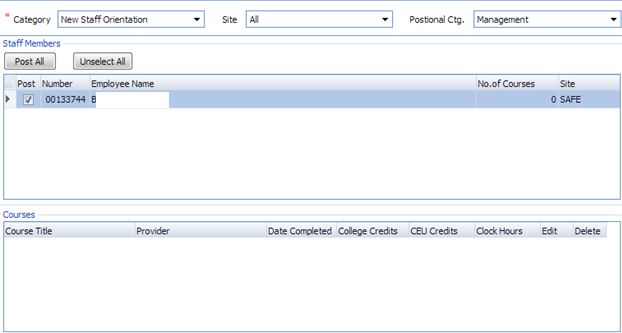 * Category New Staff Orientation Site All Postional Ctg. Management
Staff Members
Post All Unselect All
Post Number Employee Name No.of Courses Site
00133744 B 0 SAFE
Courses
Course Title Provider Date Completed College Credits CEU Credits Clock Hours Edit Delete